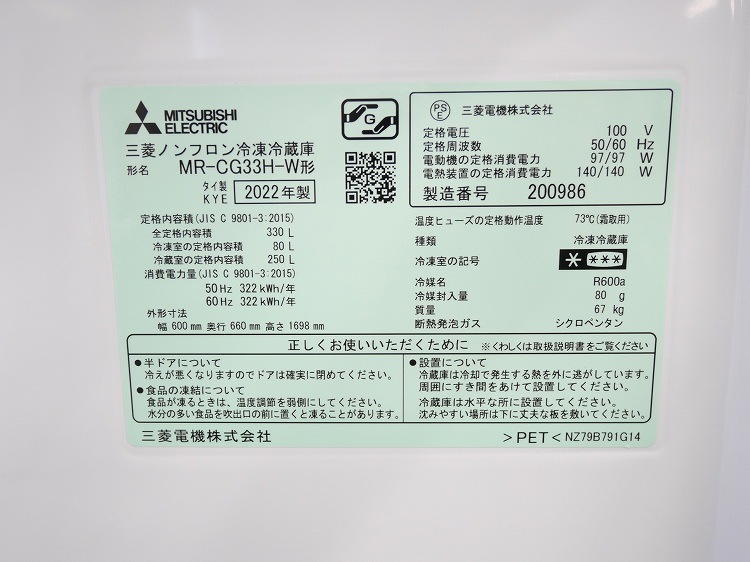 MITSUBISHI
ELECTRIC
G
三菱ノンフロン冷凍冷蔵庫
形名 MR-CG33H-W形
タイ製
KYE
2022年製
PS
E
三菱電機株式会社
定格電圧 100 V
定格周波数 50/60 Hz
電動機の定格消費電力 97/97 W
電熱装置の定格消費電力 140/140 W
製造番号 200986
定格内容積(JIS C 9801-3:2015)
全定格内容積 330 L
冷凍室の定格内容積 80 L
冷蔵室の定格内容積 250 L
消費電力量(JIS C 9801-3:2015)
50 Hz 322 kWh/年
60 Hz 322 kWh/年
外形寸法
幅 600 mm 奥行 660 mm 高さ 1698 mm
温度ヒューズの定格動作温度 73℃(霜取用)
種類 冷凍冷蔵庫
冷凍室の記号 * ***
冷媒名 R600a
冷媒封入量 80 g
質量 67 kg
断熱発泡ガス シクロペンタン
正しくお使いいただくために ※くわしくは取扱説明書をご覧ください
●半ドアについて
冷えが悪くなりますのでドアは確実に閉めてください。
●食品の凍結について
食品が凍るときは、温度調節を弱側にしてください。
水分の多い食品を吹出口の前に置くと凍ることがあります。
●設置について
冷蔵庫は冷却で発生する熱を外に逃がしています。
周囲にすき間をあけて設置してください。
冷蔵庫は水平な所に設置してください。
沈みやすい場所は下に丈夫な板を敷いてください。
三菱電機株式会社
>PET< NZ79B791G14